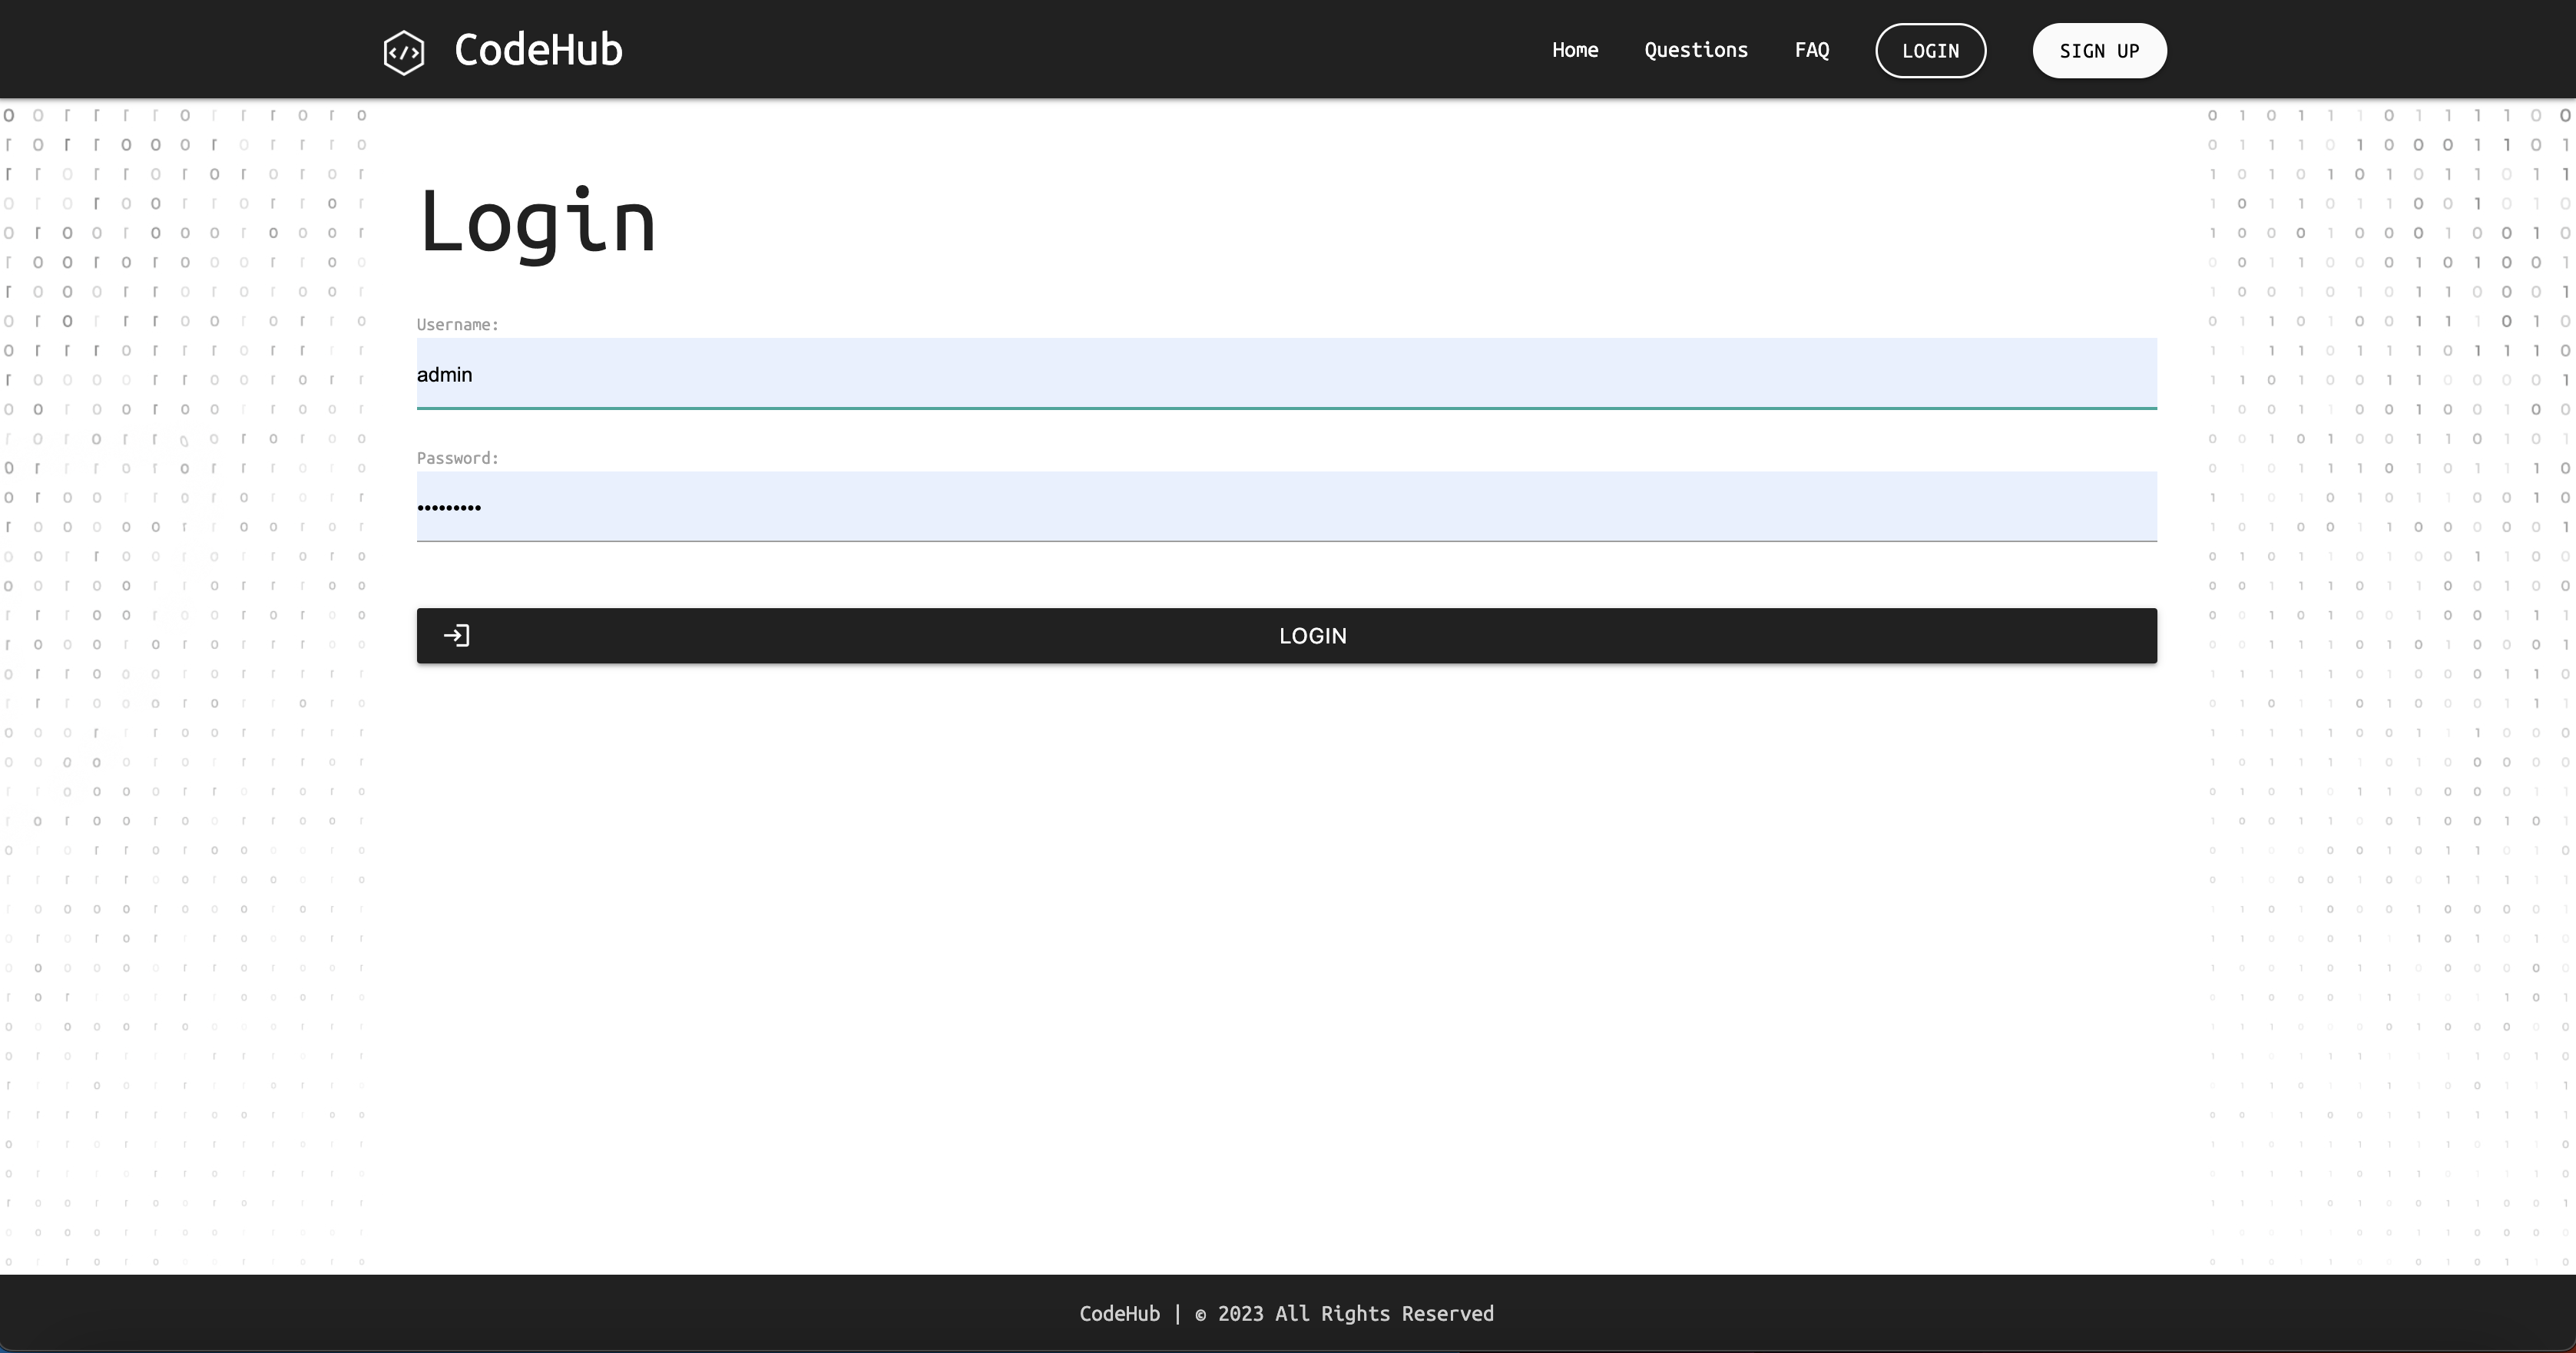 CodeHub
Home Questions FAQ LOGIN SIGN UP
Login
Username:
admin
Password:
•••••••••
LOGIN
CodeHub | © 2023 All Rights Reserved